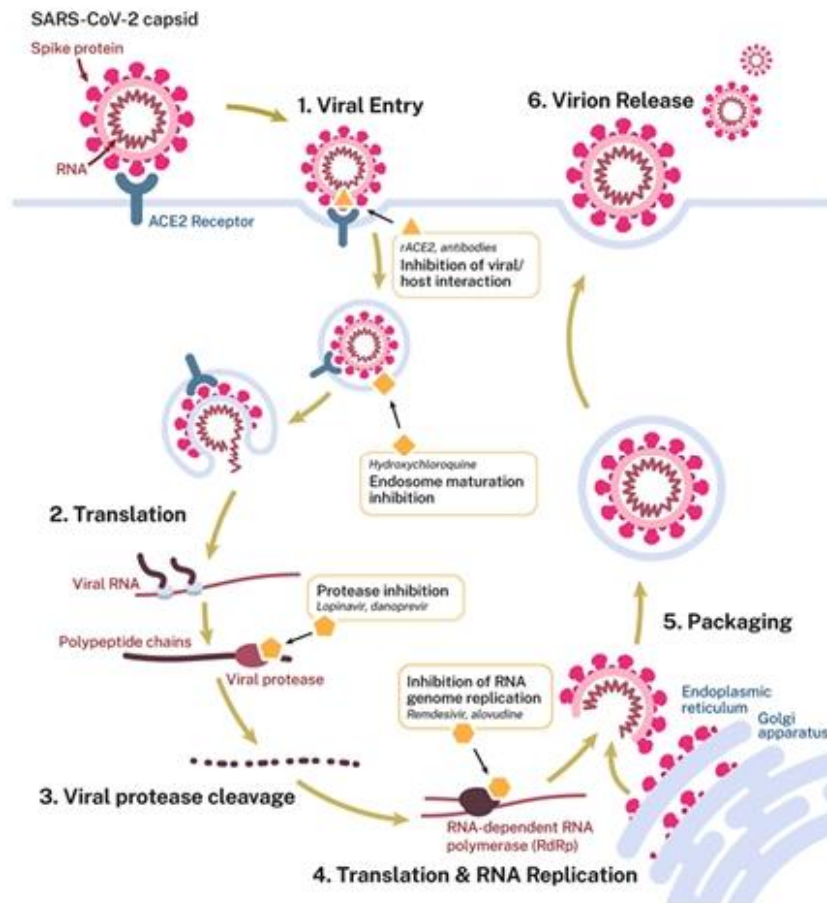 SARS-CoV-2 capsid
Spike protein
RNA
ACE2 Receptor
1. Viral Entry
6. Virion Release
rACE2, antibodies
Inhibition of viral/
host interaction
Hydroxychloroquine
Endosome maturation
inhibition
2. Translation
Viral RNA
Polypeptide chains
Viral protease
Protease inhibition
Lopinavir, danoprevir
3. Viral protease cleavage
Inhibition of RNA
genome replication
Remdesivir, alovudine
RNA-dependent RNA
polymerase (RdRp)
4. Translation & RNA Replication
5. Packaging
Endoplasmic
reticulum
Golgi
apparatus